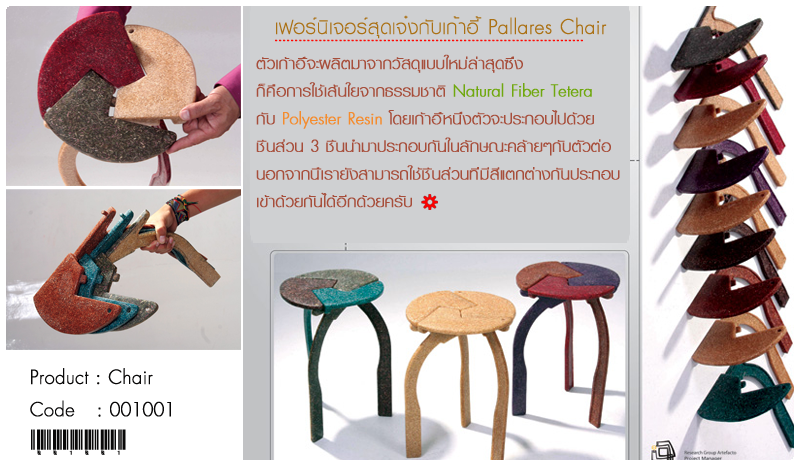 เฟอร์นิเจอร์สุดเจ๋งกับเก้าอี้ Pallares Chair
ตัวเก้าอี้จะผลิตมาจากวัสดุแบบใหม่ล่าสุดซึ่ง
ก็คือการใช้เส้นใยจากธรรมชาติ Natural Fiber Tetera
กับ Polyester Resin โดยเก้าอี้หนึ่งตัวจะประกอบไปด้วย
ชิ้นส่วน 3 ชิ้นนำมาประกอบกันในลักษณะคล้ายๆกับตัวต่อ
นอกจากนี้เรายังสามารถใช้ชิ้นส่วนที่มีสีแตกต่างกันประกอบ
เข้าด้วยกันได้อีกด้วยครับ
Product : Chair
Code : 001001
Research Group Artefacto
Project Manager